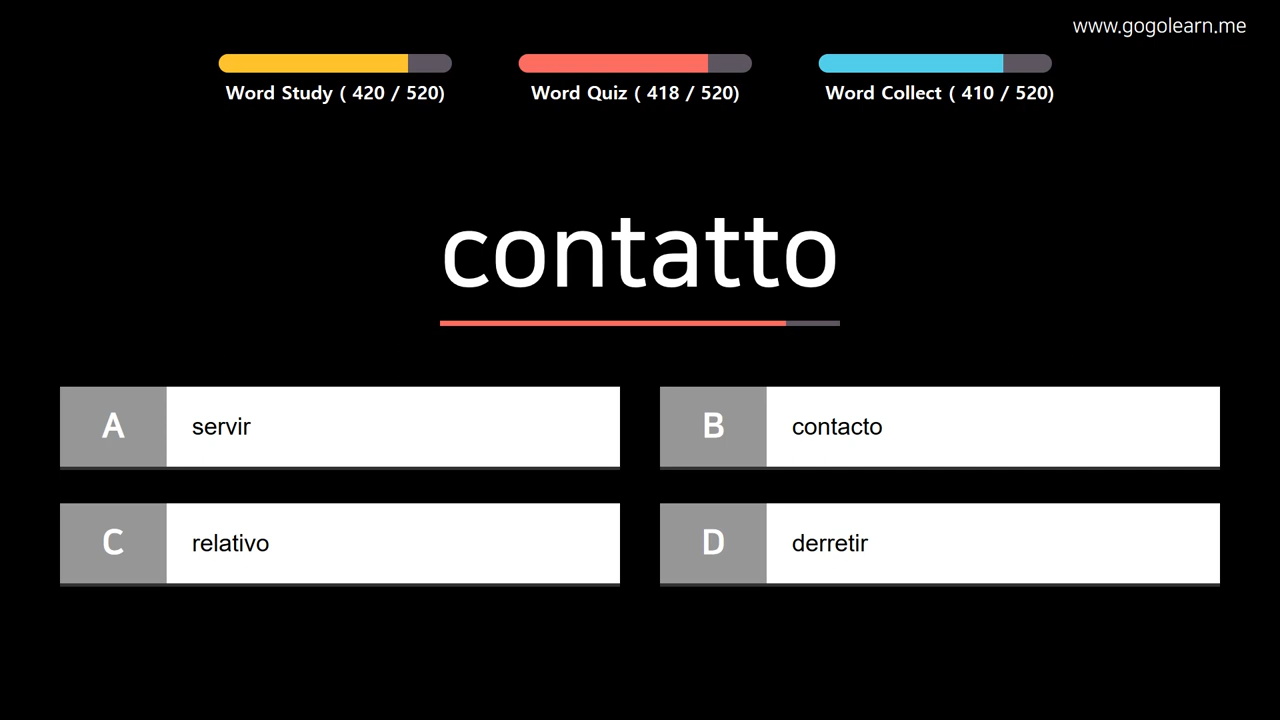 www.gogolearn.me
Word Study ( 420 / 520)
Word Quiz ( 418 / 520)
Word Collect ( 410 / 520)
contatto
A servir
B contacto
C relativo
D derretir